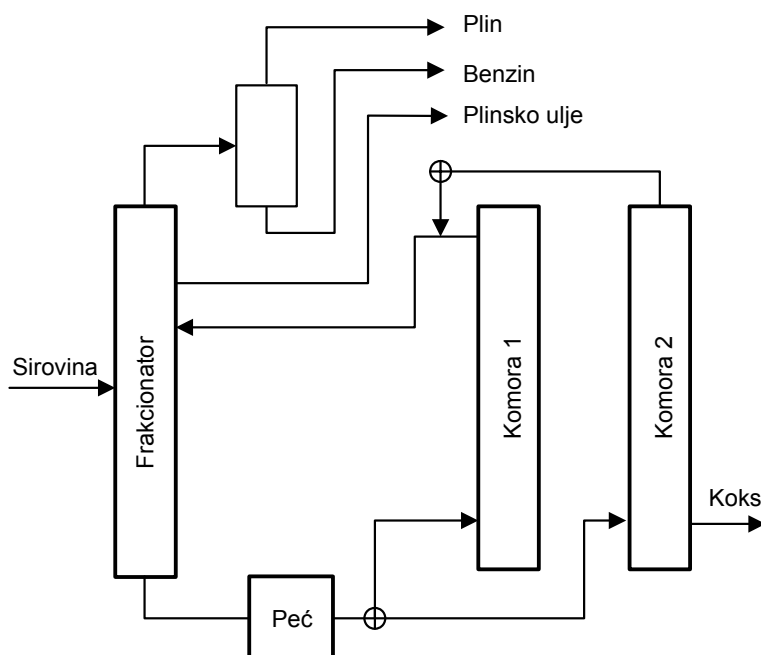 Plin
Benzin
Plinsko ulje
Sirovina
Frakcionator
Komora 1
Komora 2
Koks
Peć